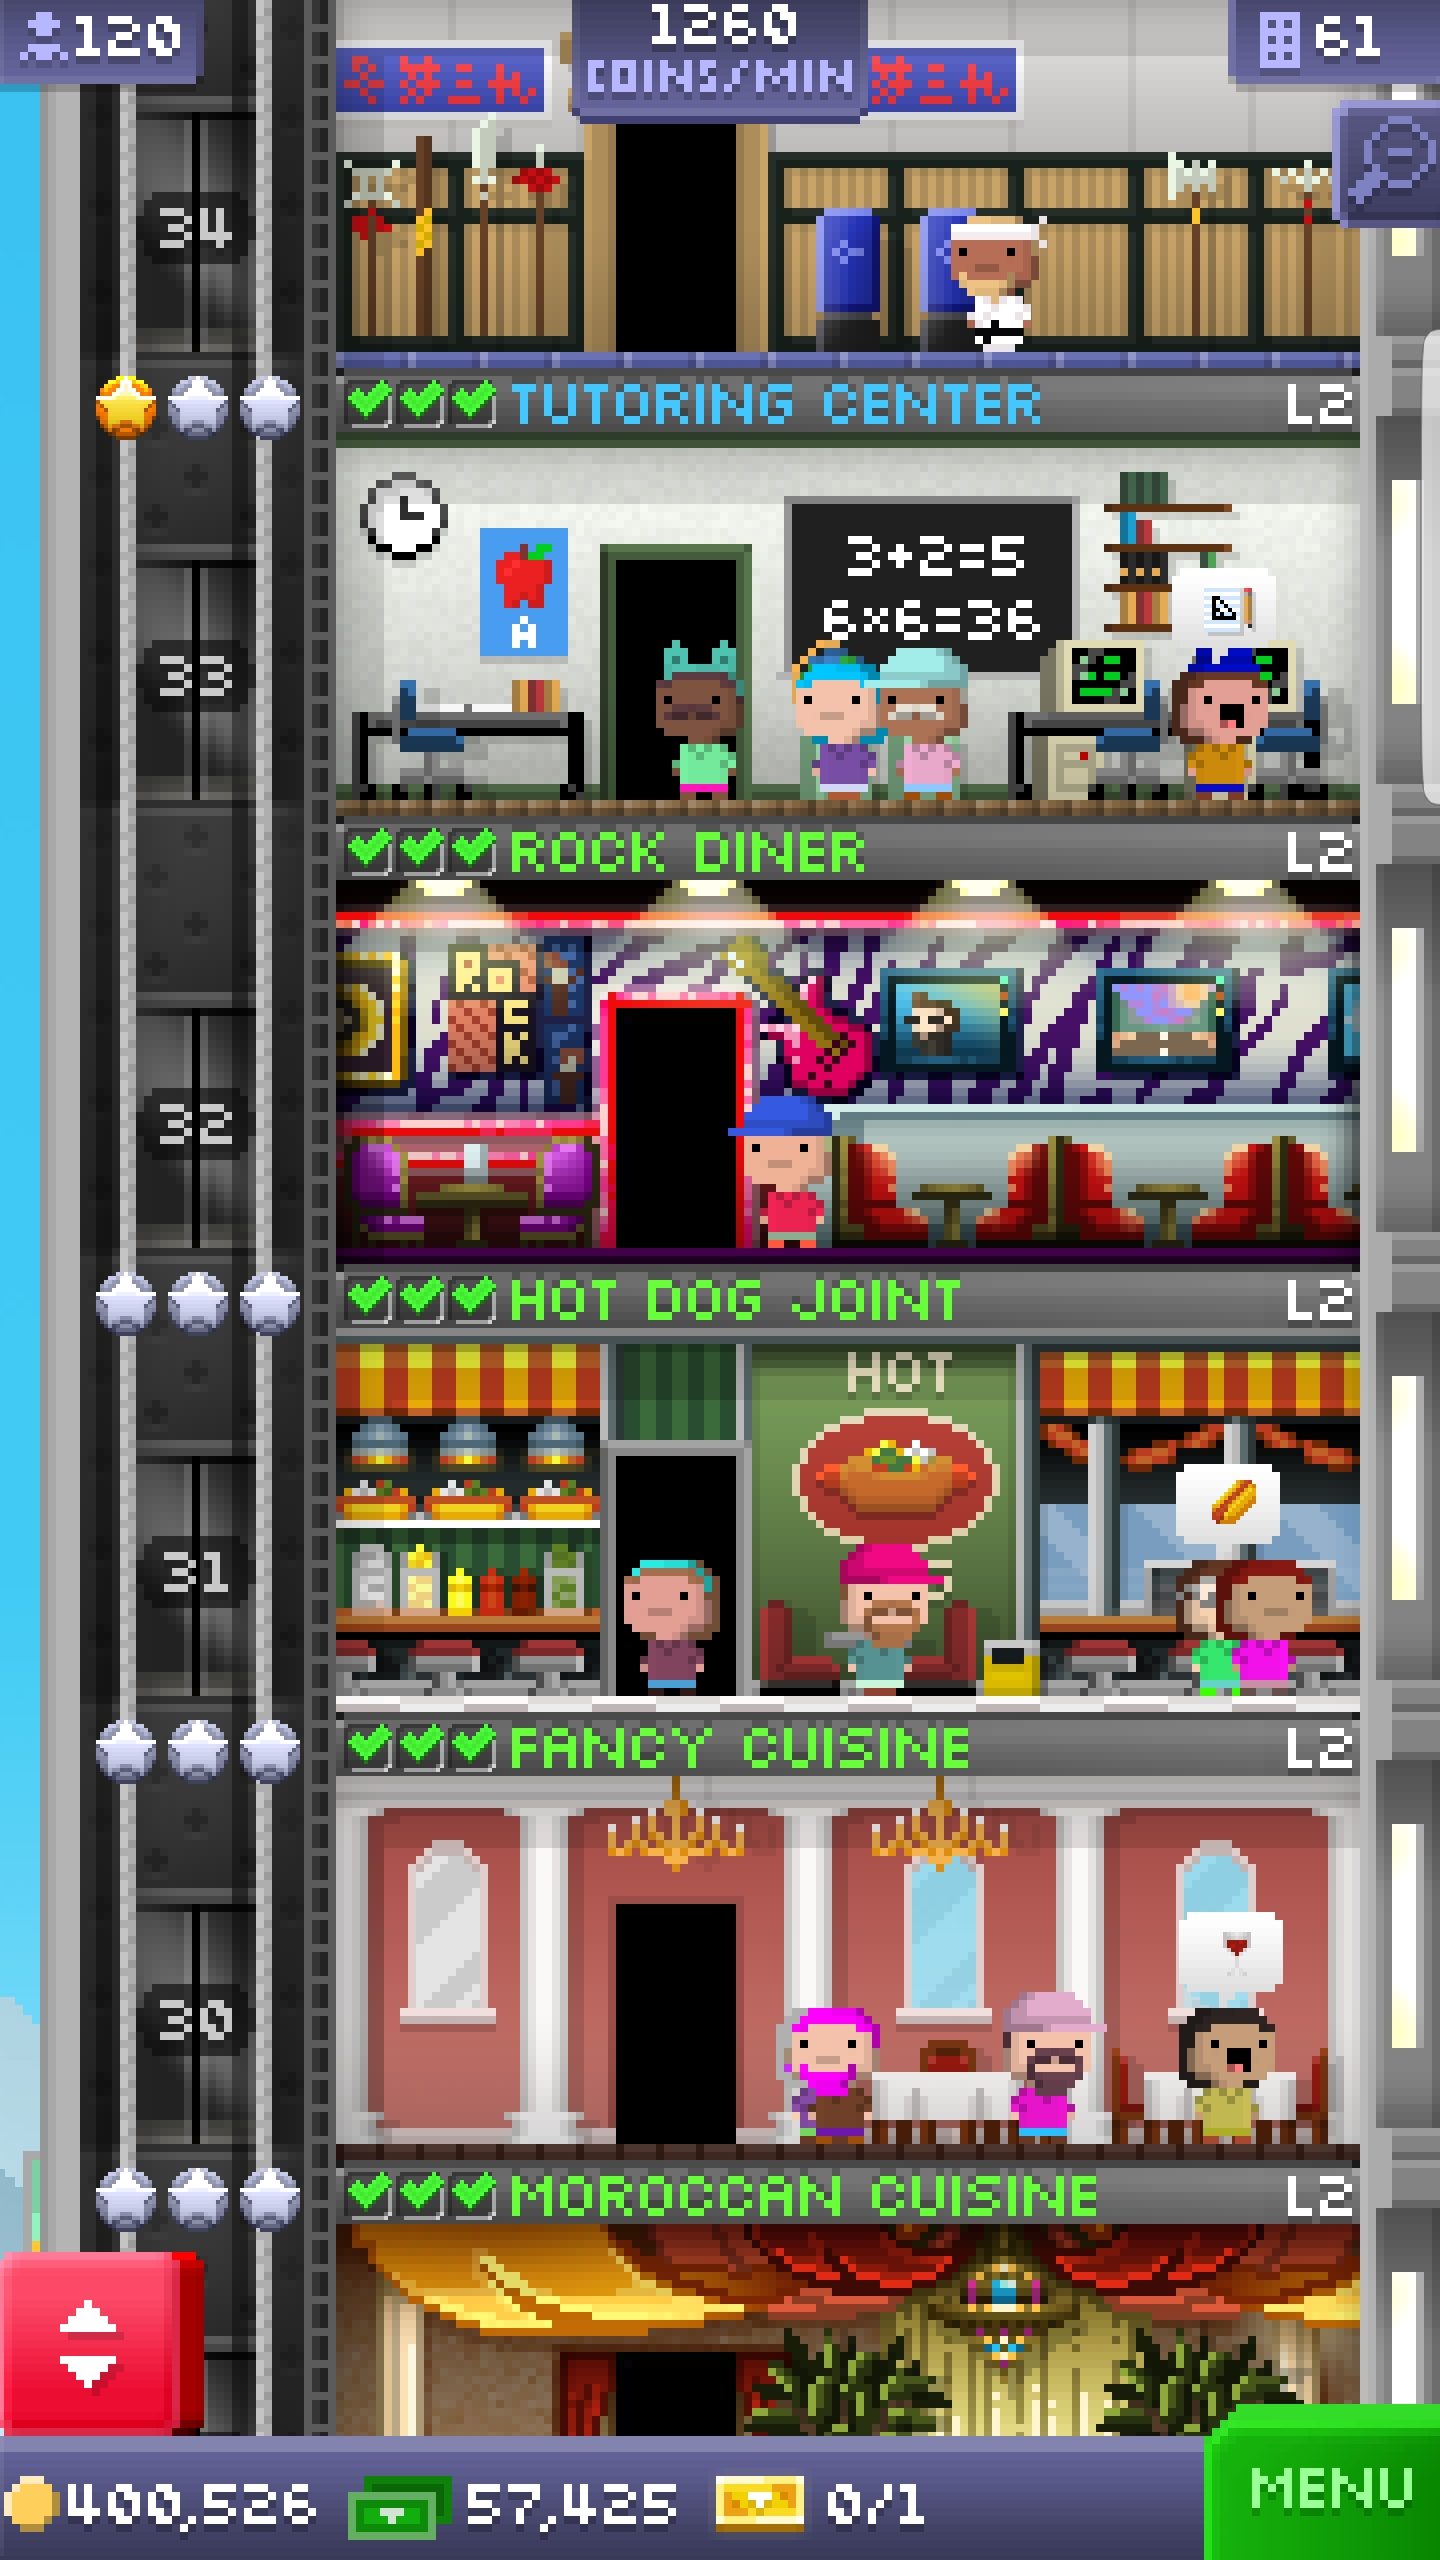 120
1260
COINS/MIN
61
34
TUTORING CENTER
L2
3+2=5
6×6=36
A
33
ROCK DINER
L2
ROCK
32
HOT DOG JOINT
L2
HOT
31
FANCY CUISINE
L2
30
MOROCCAN CUISINE
L2
400,526
57,425
0/1
MENU